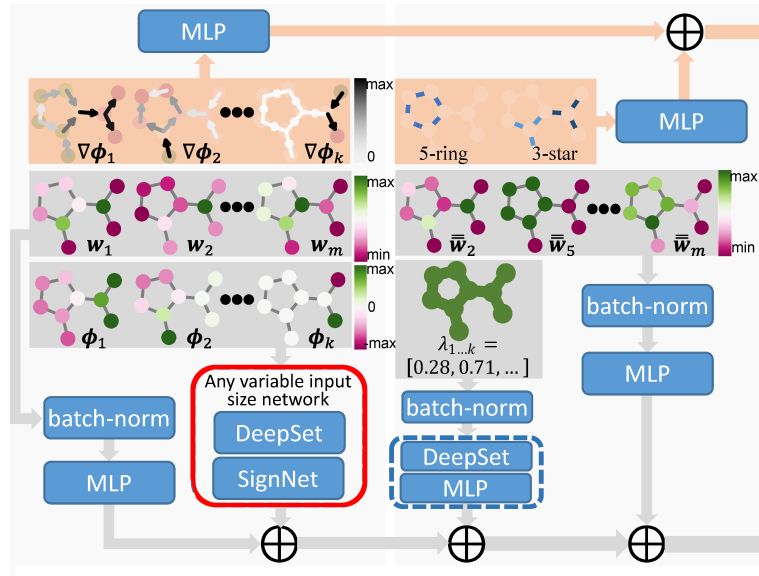 MLP
max
0
∇ϕ₁
∇ϕ₂
∇ϕₖ
5-ring
3-star
MLP
max
min
w₁
w₂
wₘ
w̿₂
w̿₅
w̿ₘ
max
min
max
0
-max
ϕ₁
ϕ₂
ϕₖ
λ₁…ₖ =
[0.28, 0.71, … ]
batch-norm
MLP
Any variable input
size network
DeepSet
SignNet
batch-norm
MLP
batch-norm
DeepSet
MLP